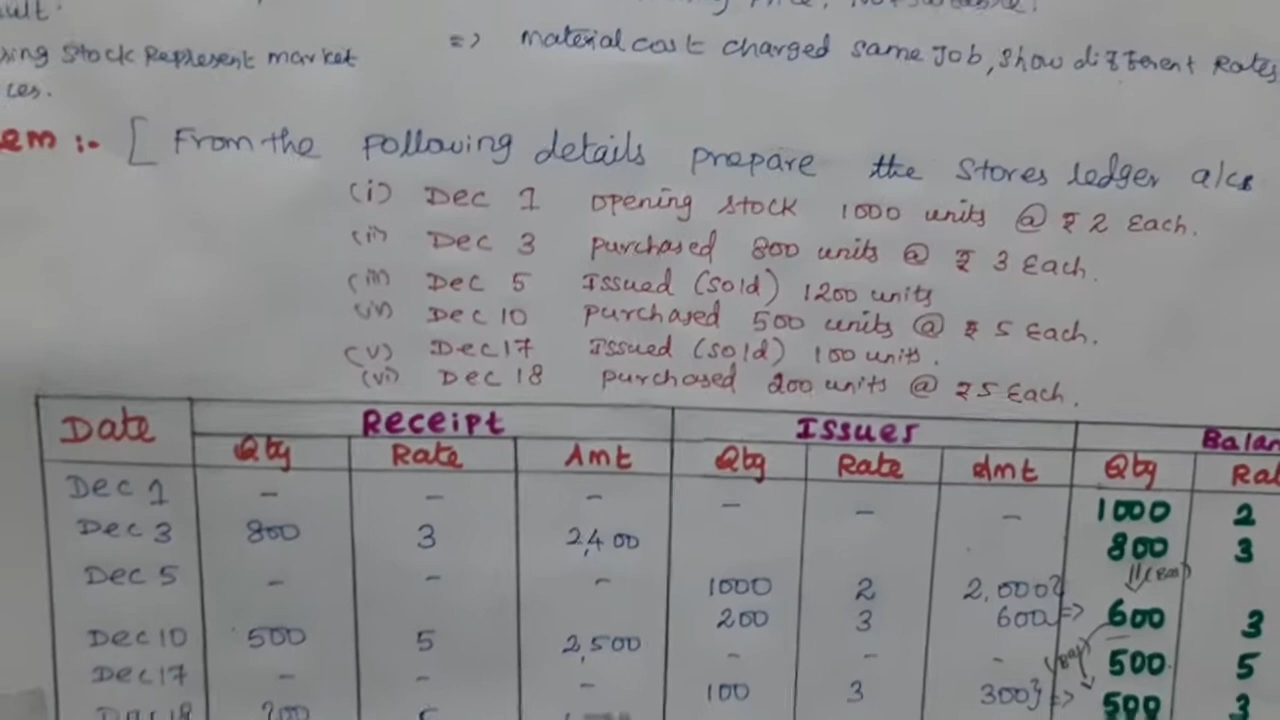 => material cost charged same Job, show different Rates
sing stock Represent market
ces.
em :- [ From the following details prepare the stores ledger a/cs
(i) Dec 1 opening stock 1000 units @ ₹ 2 Each.
(ii) Dec 3 purchased 800 units @ ₹ 3 Each.
(iii) Dec 5 Issued (sold) 1200 units
(iv) Dec 10 purchased 500 units @ ₹ 5 Each.
(v) Dec 17 Issued (sold) 100 units.
(vi) Dec 18 purchased 200 units @ ₹5 Each.
Date Receipt Issues Balan
Qty Rate Amt Qty Rate Amt Qty Rat
Dec 1 - - - - - - 1000 2
Dec 3 800 3 2,400 800 3
Dec 5 - - - 1000 2 2,000}
200 3 600} => 600 3
Dec 10 500 5 2,500 - - - 500 5
Dec 17 - - - 100 3 300} => 500 3
Dec 18 200 5